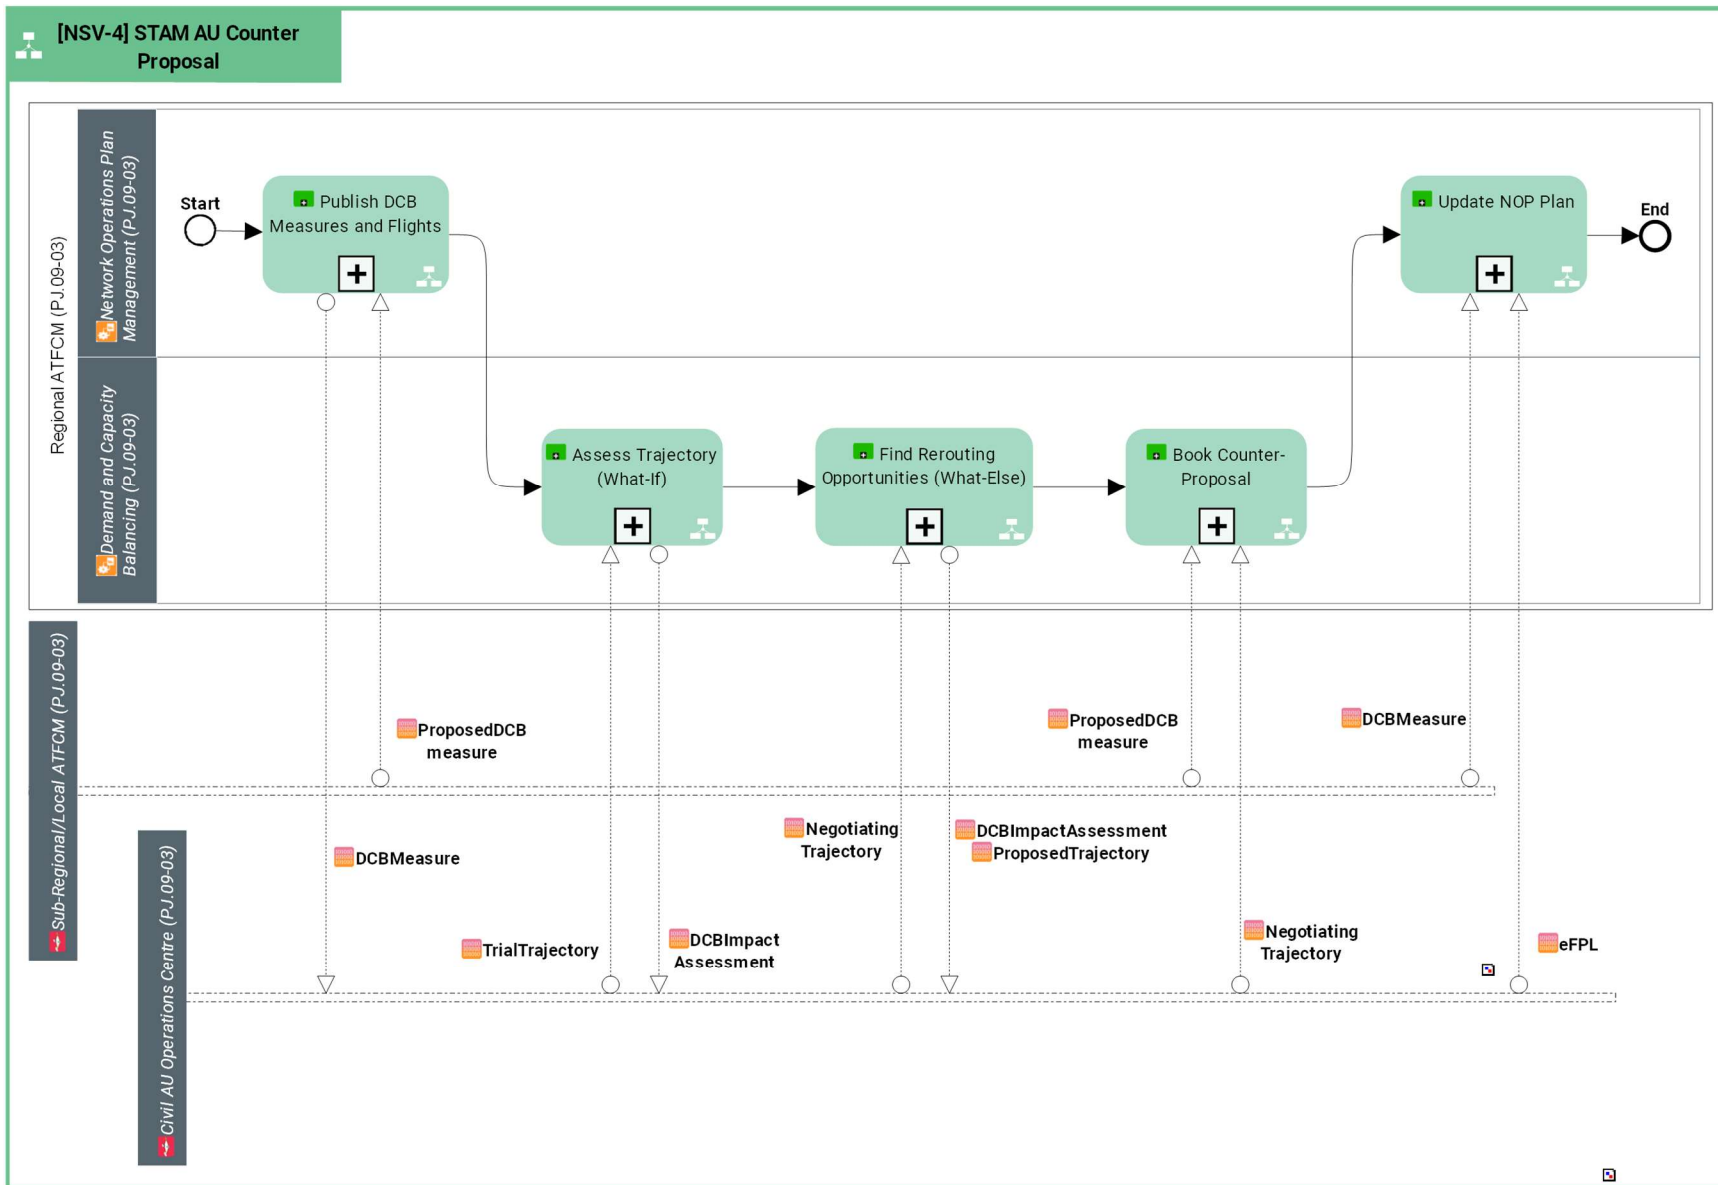 [NSV-4] STAM AU Counter
Proposal
Regional ATFCM (PJ.09-03)
Network Operations Plan
Management (PJ.09-03)
Start
Publish DCB
Measures and Flights
Update NOP Plan
End
Demand and Capacity
Balancing (PJ.09-03)
Assess Trajectory
(What-If)
Find Rerouting
Opportunities (What-Else)
Book Counter-
Proposal
Sub-Regional/Local ATFCM (PJ.09-03)
ProposedDCB
measure
ProposedDCB
measure
DCBMeasure
Civil AU Operations Centre (PJ.09-03)
DCBMeasure
Negotiating
Trajectory
DCBImpactAssessment
ProposedTrajectory
TrialTrajectory
DCBImpact
Assessment
Negotiating
Trajectory
eFPL